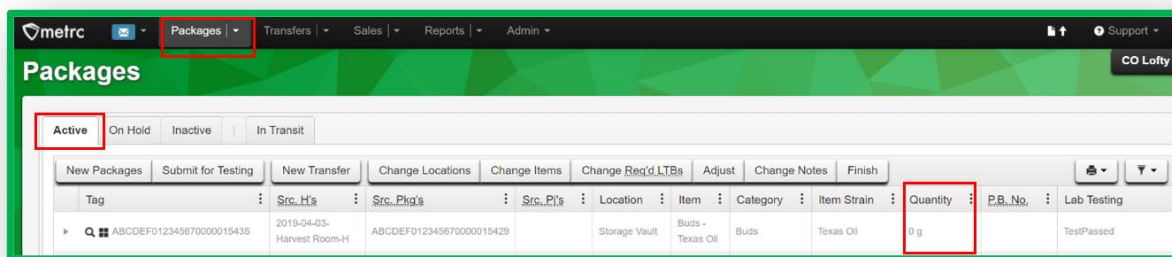 metrc Packages | Transfers | Sales | Reports | Admin Support
Packages CO Lofty
Active On Hold Inactive | In Transit
New Packages Submit for Testing New Transfer Change Locations Change Items Change Req'd LTBs Adjust Change Notes Finish
Tag Src. H's Src. Pkg's Src. Pj's Location Item Category Item Strain Quantity P.B. No. Lab Testing
ABCDEF012345670000015435 2019-04-03-Harvest Room-H ABCDEF012345670000015429 Storage Vault Buds - Texas Oil Buds Texas Oil 0 g TestPassed